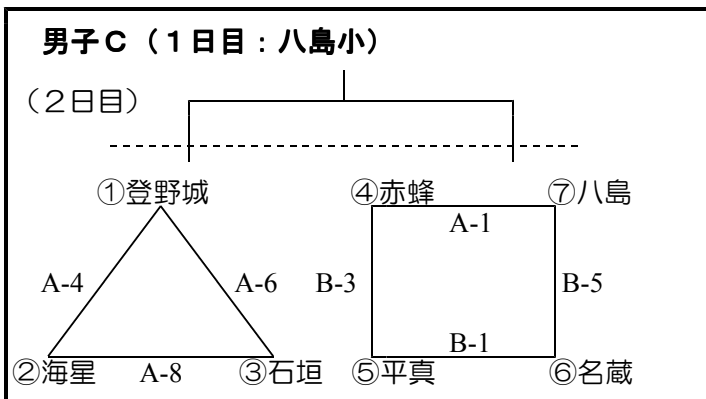 男子C（1日目：八島小）
（2日目）
①登野城 ④赤蜂 ⑦八島
A-1
A-4 A-6 B-3 B-5
B-1
②海星 A-8 ③石垣 ⑤平真 ⑥名蔵